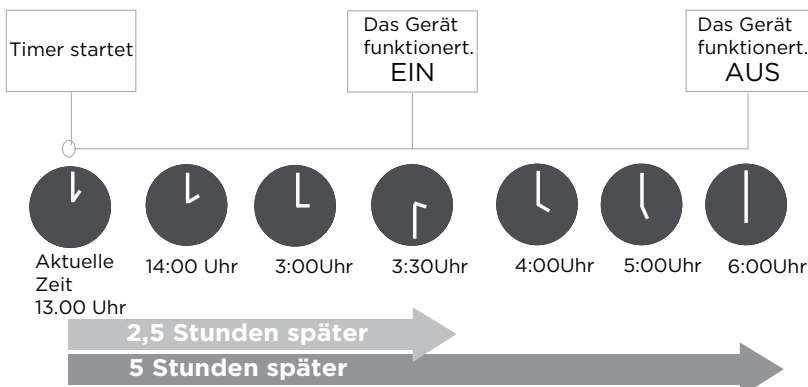 Timer startet
Das Gerät
funktionert.
EIN
Das Gerät
funktionert.
AUS
Aktuelle
Zeit
13.00 Uhr
14:00 Uhr
3:00Uhr
3:30Uhr
4:00Uhr
5:00Uhr
6:00Uhr
2,5 Stunden später
5 Stunden später